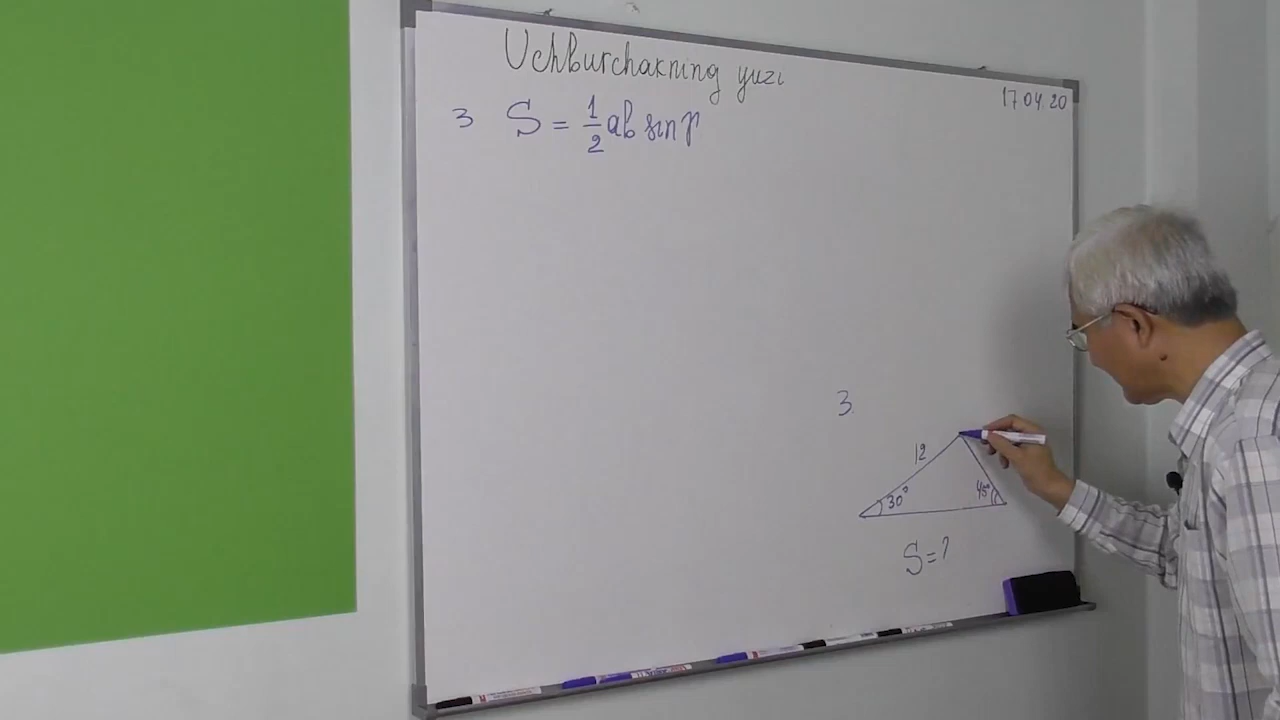 Uchburchakning yuzi
17.04.20
3 S = 1/2 ab sin γ
3.
12
30° 45°
S = ?